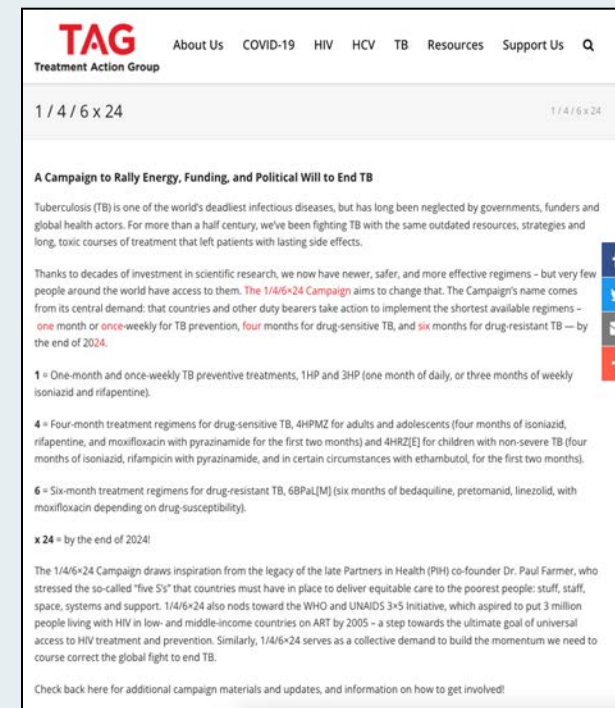 TAG
Treatment Action Group
About Us COVID-19 HIV HCV TB Resources Support Us
1 / 4 / 6 x 24
1 / 4 / 6 x 24
A Campaign to Rally Energy, Funding, and Political Will to End TB
Tuberculosis (TB) is one of the world's deadliest infectious diseases, but has long been neglected by governments, funders and
global health actors. For more than a half century, we've been fighting TB with the same outdated resources, strategies and
long, toxic courses of treatment that left patients with lasting side effects.
Thanks to decades of investment in scientific research, we now have newer, safer, and more effective regimens – but very few
people around the world have access to them. The 1/4/6×24 Campaign aims to change that. The Campaign's name comes
from its central demand: that countries and other duty bearers take action to implement the shortest available regimens –
one month or once-weekly for TB prevention, four months for drug-sensitive TB, and six months for drug-resistant TB — by
the end of 2024.
1 = One-month and once-weekly TB preventive treatments, 1HP and 3HP (one month of daily, or three months of weekly
isoniazid and rifapentine).
4 = Four-month treatment regimens for drug-sensitive TB, 4HPMZ for adults and adolescents (four months of isoniazid,
rifapentine, and moxifloxacin with pyrazinamide for the first two months) and 4HRZ[E] for children with non-severe TB (four
months of isoniazid, rifampicin with pyrazinamide, and in certain circumstances with ethambutol, for the first two months).
6 = Six-month treatment regimens for drug-resistant TB, 6BPaL[M] (six months of bedaquiline, pretomanid, linezolid, with
moxifloxacin depending on drug-susceptibility).
x 24 = by the end of 2024!
The 1/4/6×24 Campaign draws inspiration from the legacy of the late Partners in Health (PIH) co-founder Dr. Paul Farmer, who
stressed the so-called "five S's" that countries must have in place to deliver equitable care to the poorest people: stuff, staff,
space, systems and support. 1/4/6×24 also nods toward the WHO and UNAIDS 3×5 Initiative, which aspired to put 3 million
people living with HIV in low- and middle-income countries on ART by 2005 – a step towards the ultimate goal of universal
access to HIV treatment and prevention. Similarly, 1/4/6×24 serves as a collective demand to build the momentum we need to
course correct the global fight to end TB.
Check back here for additional campaign materials and updates, and information on how to get involved!